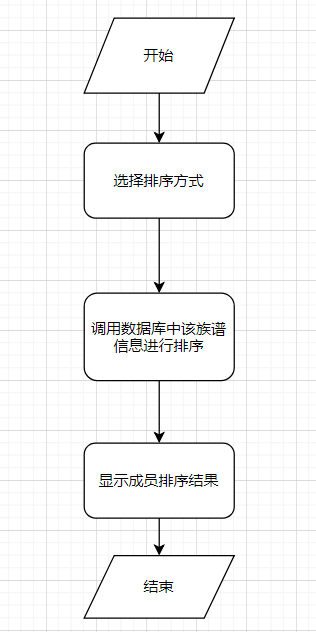 开始
选择排序方式
调用数据库中该族谱
信息进行排序
显示成员排序结果
结束